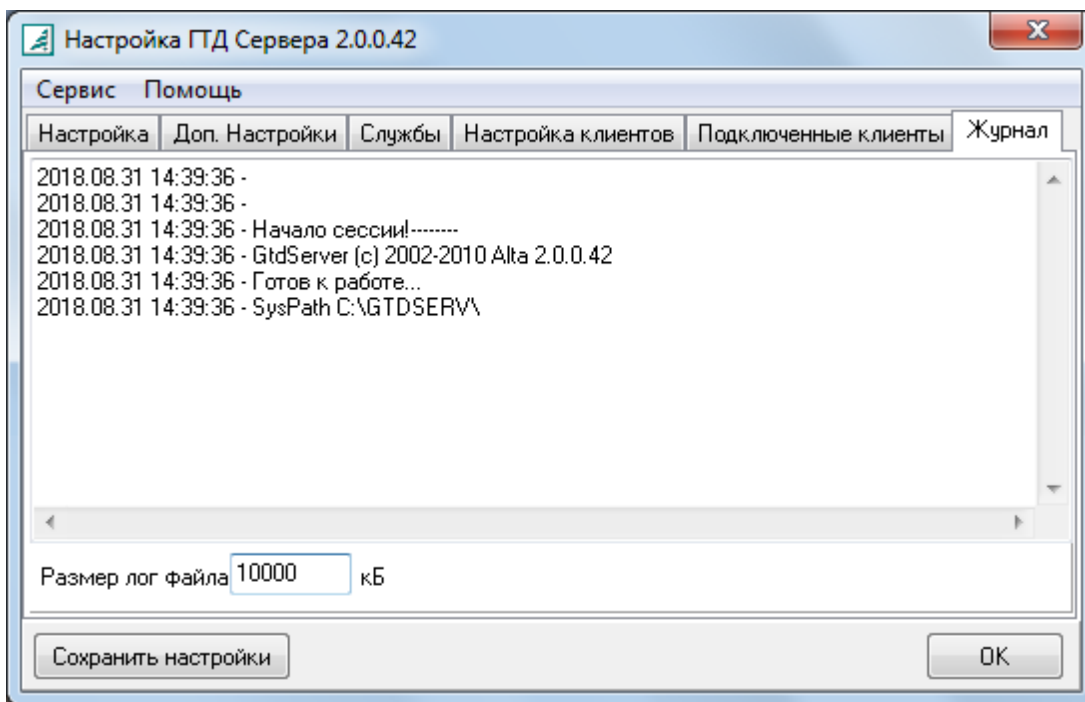 Настройка ГТД Сервера 2.0.0.42
Сервис Помощь
Настройка Доп. Настройки Службы Настройка клиентов Подключенные клиенты Журнал
2018.08.31 14:39:36 -
2018.08.31 14:39:36 -
2018.08.31 14:39:36 - Начало сессии!--------
2018.08.31 14:39:36 - GtdServer (c) 2002-2010 Alta 2.0.0.42
2018.08.31 14:39:36 - Готов к работе...
2018.08.31 14:39:36 - SysPath C:\GTDSERV\
Размер лог файла 10000 кБ
Сохранить настройки OK